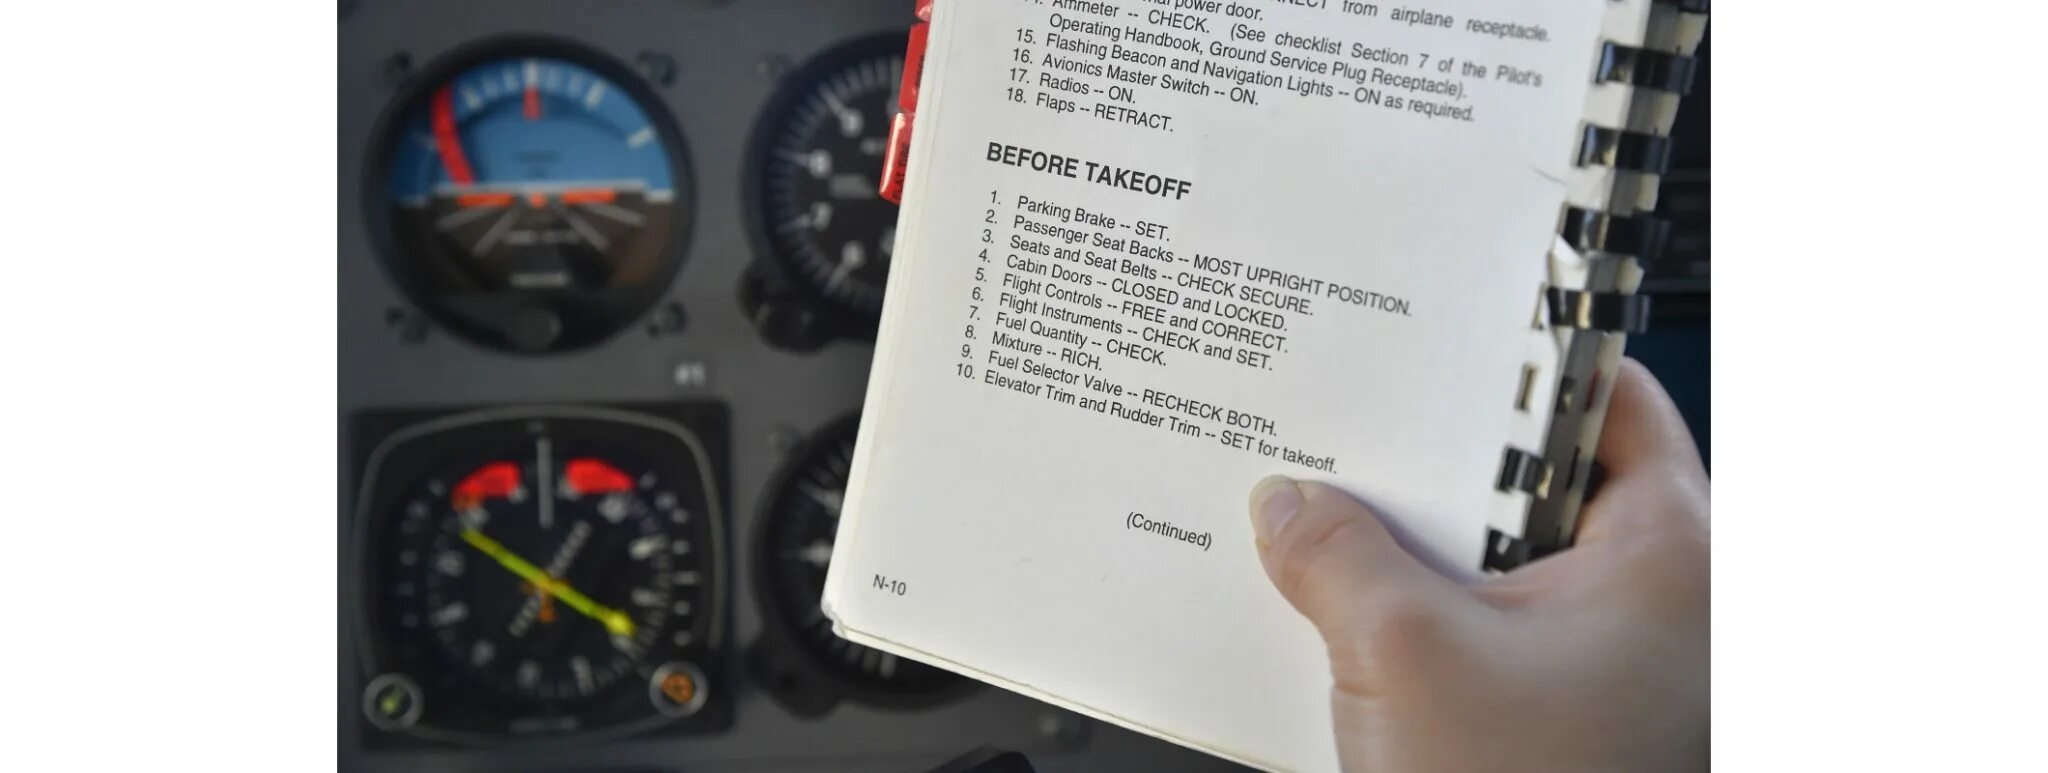 from airplane receptacle.
power door.
Ammeter -- CHECK. (See checklist Section 7 of the Pilot's
Operating Handbook, Ground Service Plug Receptacle).
15. Flashing Beacon and Navigation Lights -- ON as required.
16. Avionics Master Switch -- ON.
17. Radios -- ON.
18. Flaps -- RETRACT.
BEFORE TAKEOFF
1. Parking Brake -- SET.
2. Passenger Seat Backs -- MOST UPRIGHT POSITION.
3. Seats and Seat Belts -- CHECK SECURE.
4. Cabin Doors -- CLOSED and LOCKED.
5. Flight Controls -- FREE and CORRECT.
6. Flight Instruments -- CHECK and SET.
7. Fuel Quantity -- CHECK.
8. Mixture -- RICH.
9. Fuel Selector Valve -- RECHECK BOTH.
10. Elevator Trim and Rudder Trim -- SET for takeoff.
(Continued)
N-10
#1